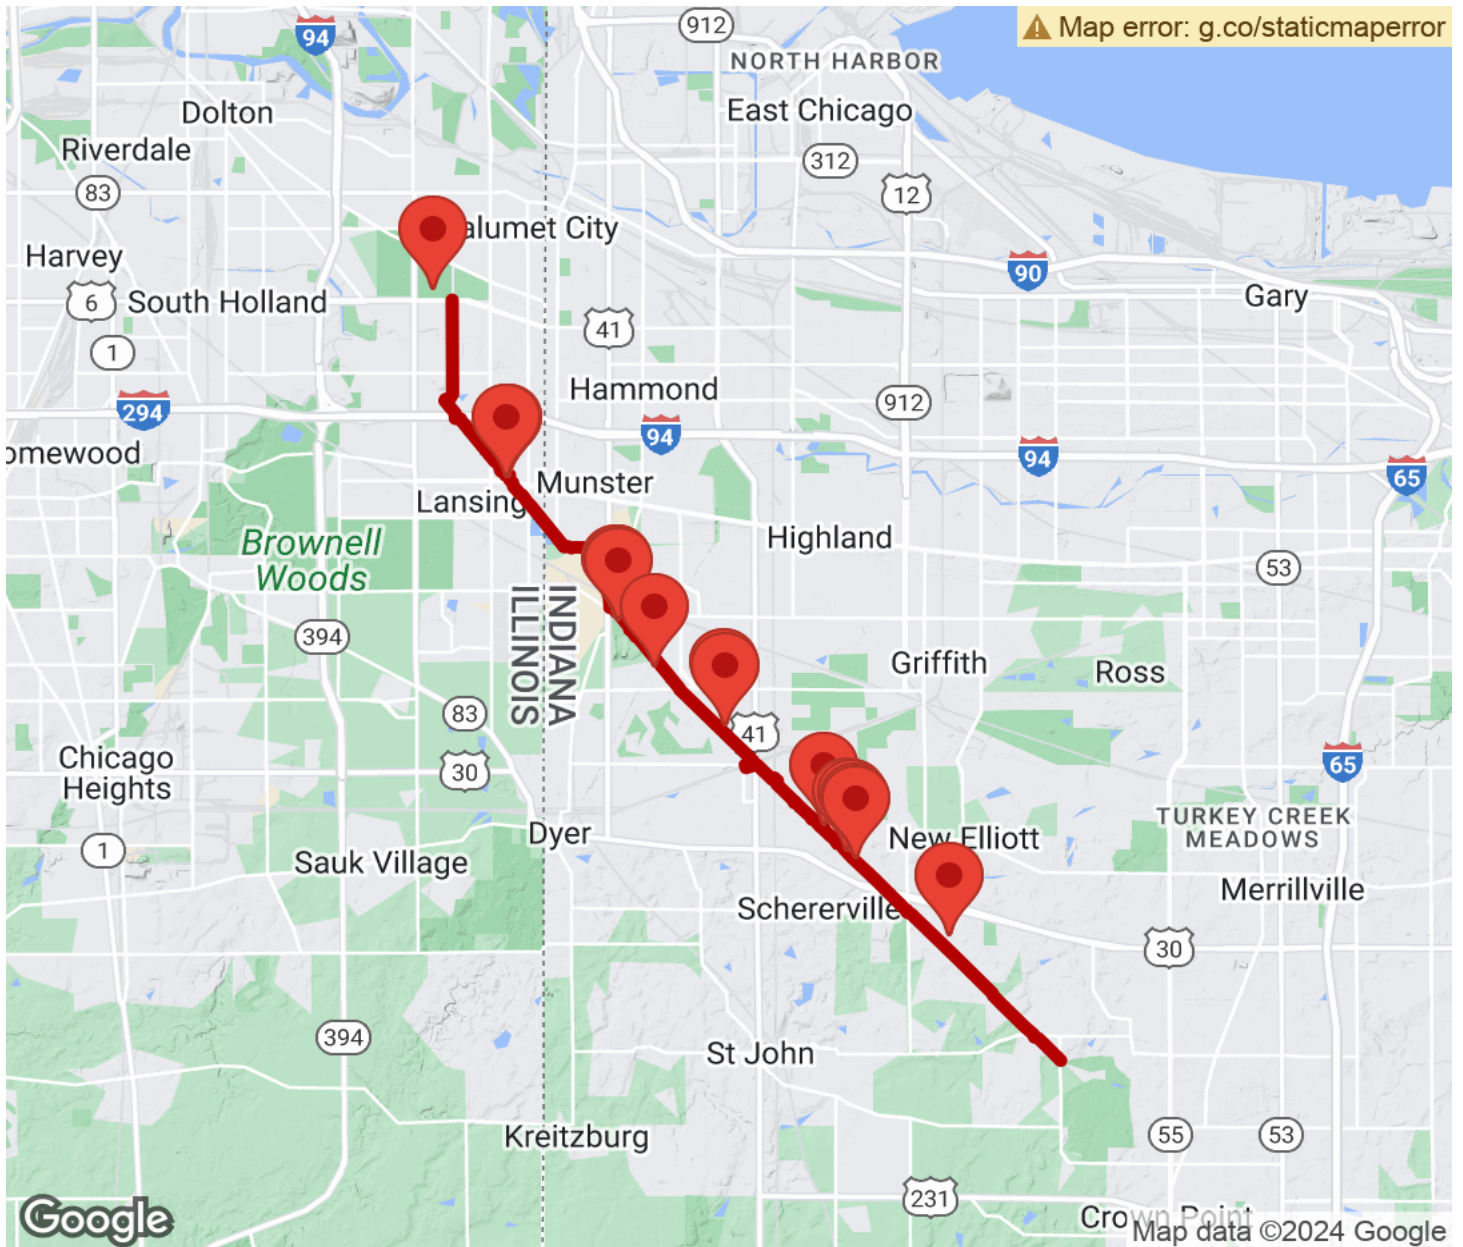 912
Map error: g.co/staticmaperror
94
NORTH HARBOR
East Chicago
Dolton
Riverdale
312
83
12
alumet City
Harvey
90
6
South Holland
Gary
41
1
Hammond
912
294
94
94
omewood
65
Munster
Lansing
Highland
Brownell
Woods
53
INDIANA
ILLINOIS
394
Griffith
Ross
83
41
Chicago
Heights
30
65
TURKEY CREEK
MEADOWS
Dyer
New Elliott
1
Sauk Village
Merrillville
Schererville
30
394
St John
Kreitzburg
55
53
231
Crown Point
Google
Map data ©2024 Google